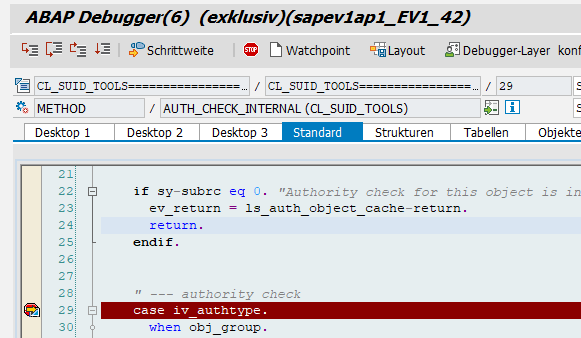 ABAP Debugger(6)  (exklusiv)(sapev1ap1_EV1_42)
Schrittweite STOP Watchpoint Layout Debugger-Layer konf
CL_SUID_TOOLS================… / CL_SUID_TOOLS================… / 29 S
METHOD / AUTH_CHECK_INTERNAL (CL_SUID_TOOLS) S
Desktop 1 Desktop 2 Desktop 3 Standard Strukturen Tabellen Objekte
21
22 if sy-subrc eq 0. "Authority check for this object is in
23 ev_return = ls_auth_object_cache-return.
24 return.
25 endif.
26
27
28 " --- authority check
29 case iv_authtype.
30 when obj_group.